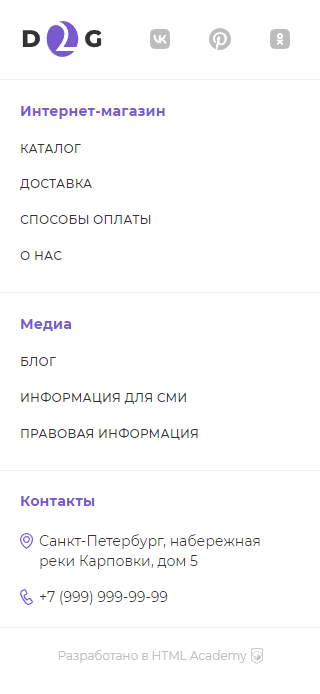 D2G
Интернет-магазин
КАТАЛОГ
ДОСТАВКА
СПОСОБЫ ОПЛАТЫ
О НАС
Медиа
БЛОГ
ИНФОРМАЦИЯ ДЛЯ СМИ
ПРАВОВАЯ ИНФОРМАЦИЯ
Контакты
Санкт-Петербург, набережная
реки Карповки, дом 5
+7 (999) 999-99-99
Разработано в HTML Academy